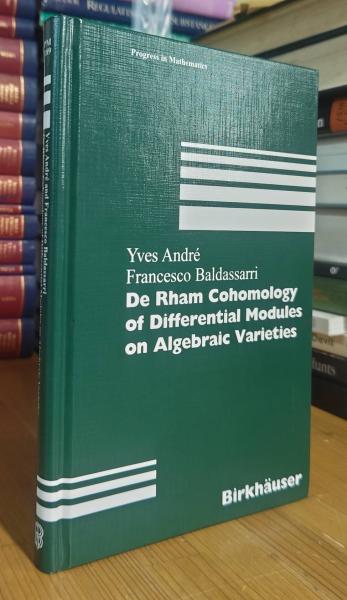 Progress in Mathematics
Yves André
Francesco Baldassarri
De Rham Cohomology
of Differential Modules
on Algebraic Varieties
Birkhäuser
Yves André and Francesco Baldassarri